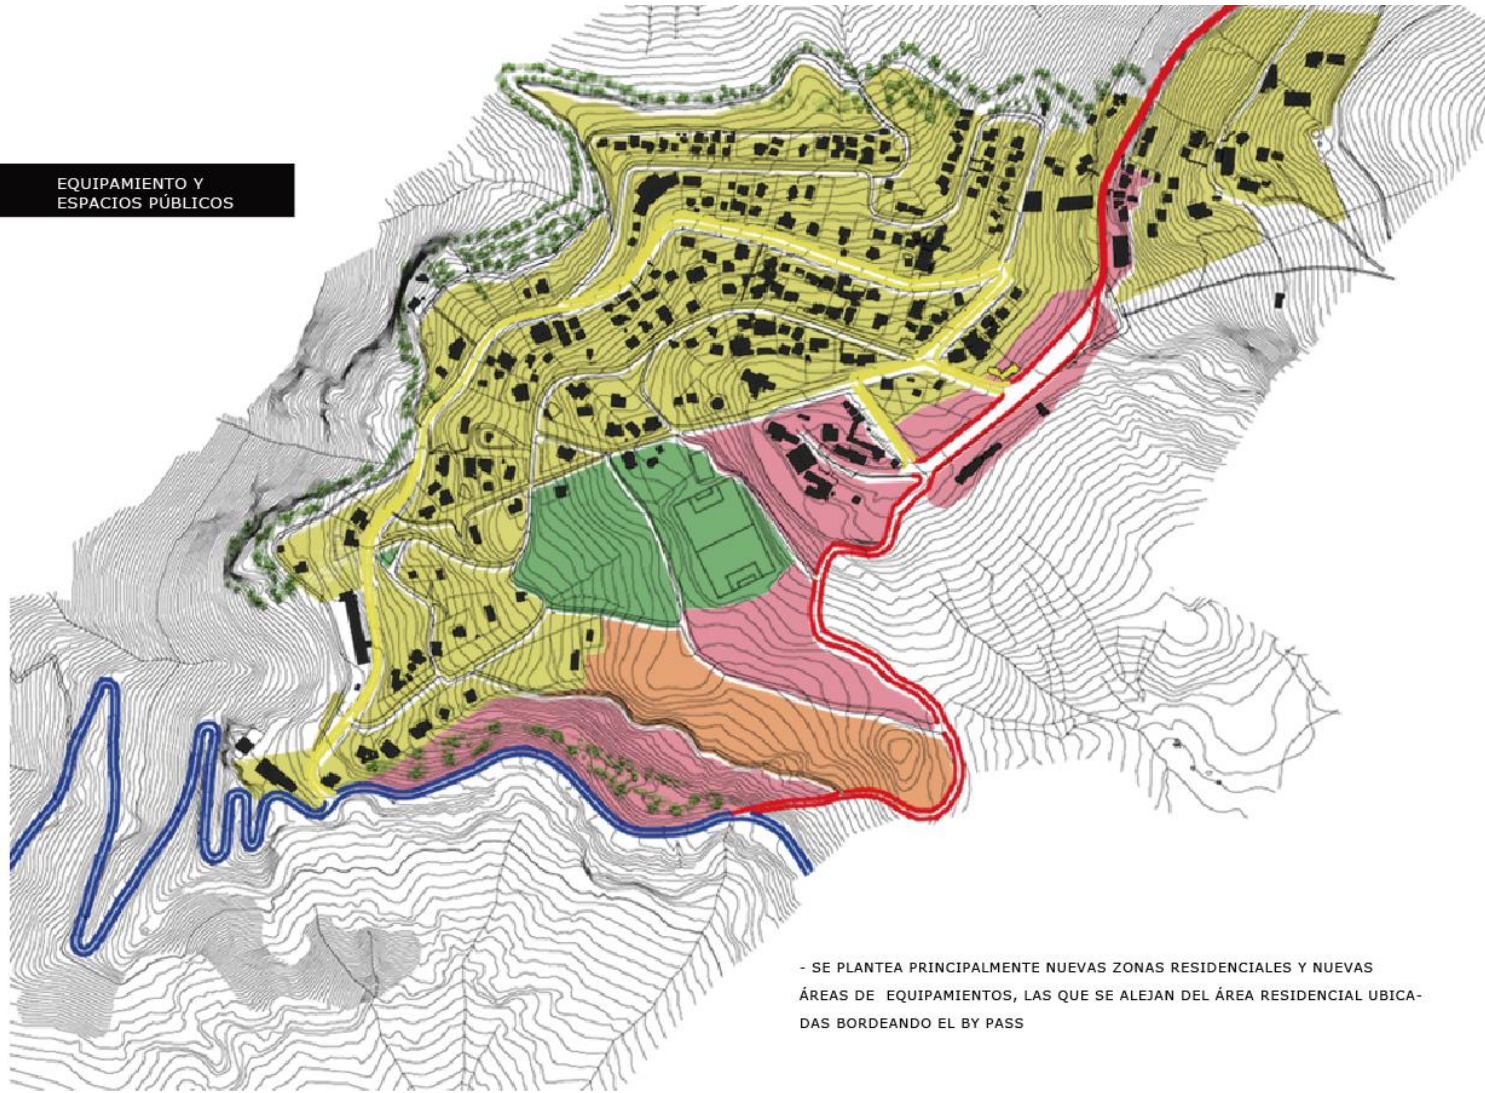 EQUIPAMIENTO Y
ESPACIOS PÚBLICOS
- SE PLANTEA PRINCIPALMENTE NUEVAS ZONAS RESIDENCIALES Y NUEVAS
ÁREAS DE EQUIPAMIENTOS, LAS QUE SE ALEJAN DEL ÁREA RESIDENCIAL UBICA-
DAS BORDEANDO EL BY PASS